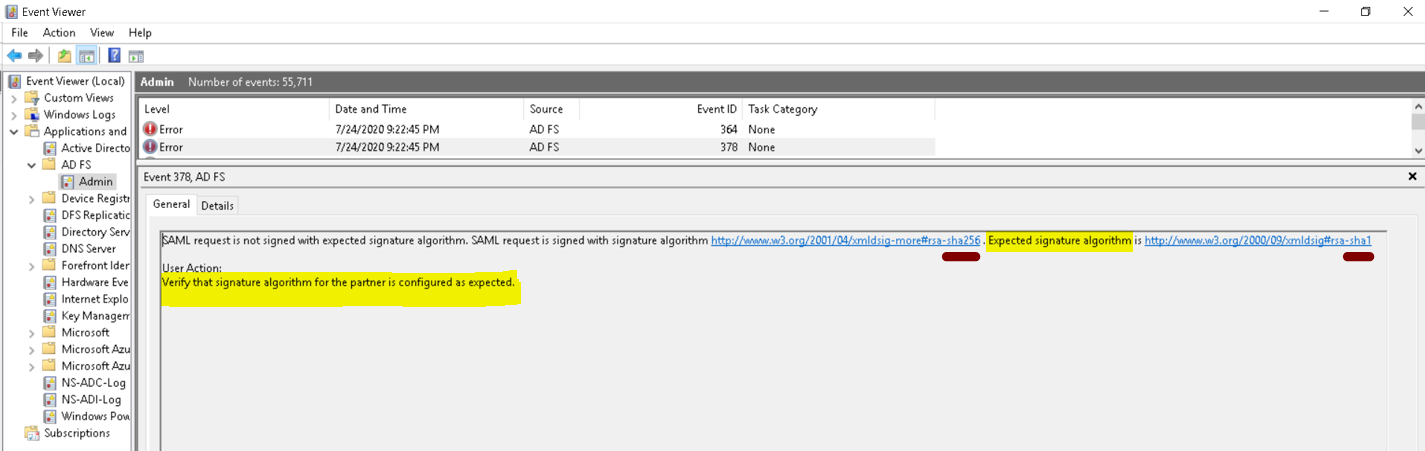 Event Viewer
File Action View Help
Event Viewer (Local)
Custom Views
Windows Logs
Applications and
Active Directo
AD FS
Admin
Device Registr
DFS Replicatic
Directory Serv
DNS Server
Forefront Iden
Hardware Eve
Internet Explo
Key Managem
Microsoft
Microsoft Azu
Microsoft Azu
NS-ADC-Log
NS-ADI-Log
Windows Pow
Subscriptions
Admin Number of events: 55,711
Level Date and Time Source Event ID Task Category
Error 7/24/2020 9:22:45 PM AD FS 364 None
Error 7/24/2020 9:22:45 PM AD FS 378 None
Event 378, AD FS
General Details
SAML request is not signed with expected signature algorithm. SAML request is signed with signature algorithm http://www.w3.org/2001/04/xmldsig-more#rsa-sha256 . Expected signature algorithm is http://www.w3.org/2000/09/xmldsig#rsa-sha1
User Action:
Verify that signature algorithm for the partner is configured as expected.